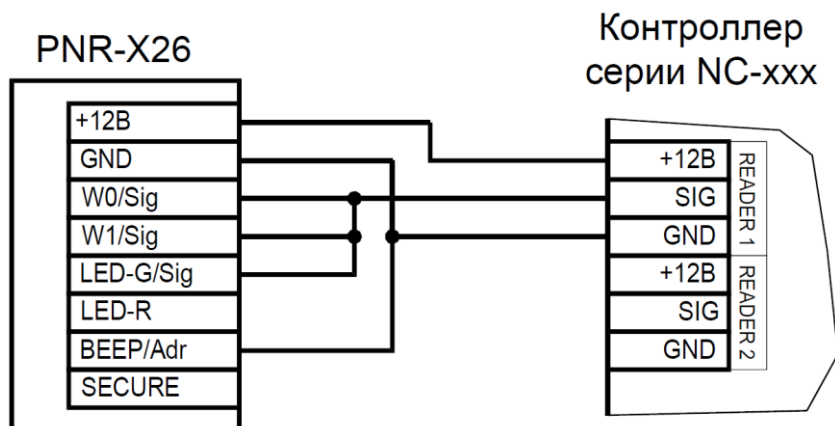 PNR-X26
Контроллер
серии NC-xxx
+12В
GND
W0/Sig
W1/Sig
LED-G/Sig
LED-R
BEEP/Adr
SECURE
+12В
SIG
GND
READER 1
+12В
SIG
GND
READER 2